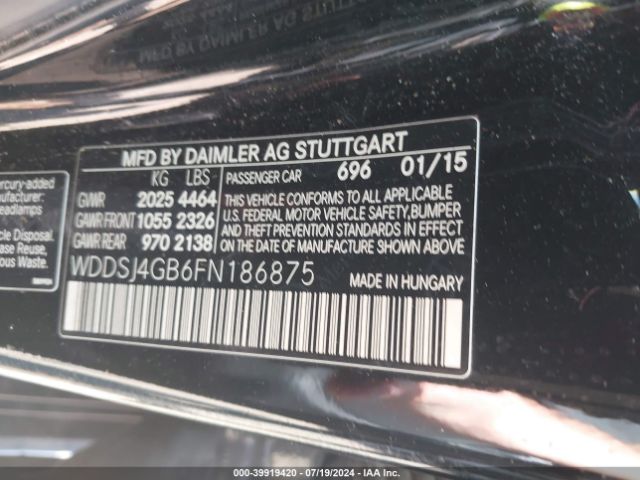 MFD BY DAIMLER AG STUTTGART
KG LBS
GVWR 2025 4464
GAWR FRONT 1055 2326
GAWR REAR 970 2138
PASSENGER CAR 696 01/15
THIS VEHICLE CONFORMS TO ALL APPLICABLE
U.S. FEDERAL MOTOR VEHICLE SAFETY,BUMPER
AND THEFT PREVENTION STANDARDS IN EFFECT
ON THE DATE OF MANUFACTURE SHOWN ABOVE.
MADE IN HUNGARY
WDDSJ4GB6FN186875
ercury-added
eadlamps
cle Disposal.
ease Reuse.
ous Waste.
000-39919420 - 07/19/2024 - IAA Inc.